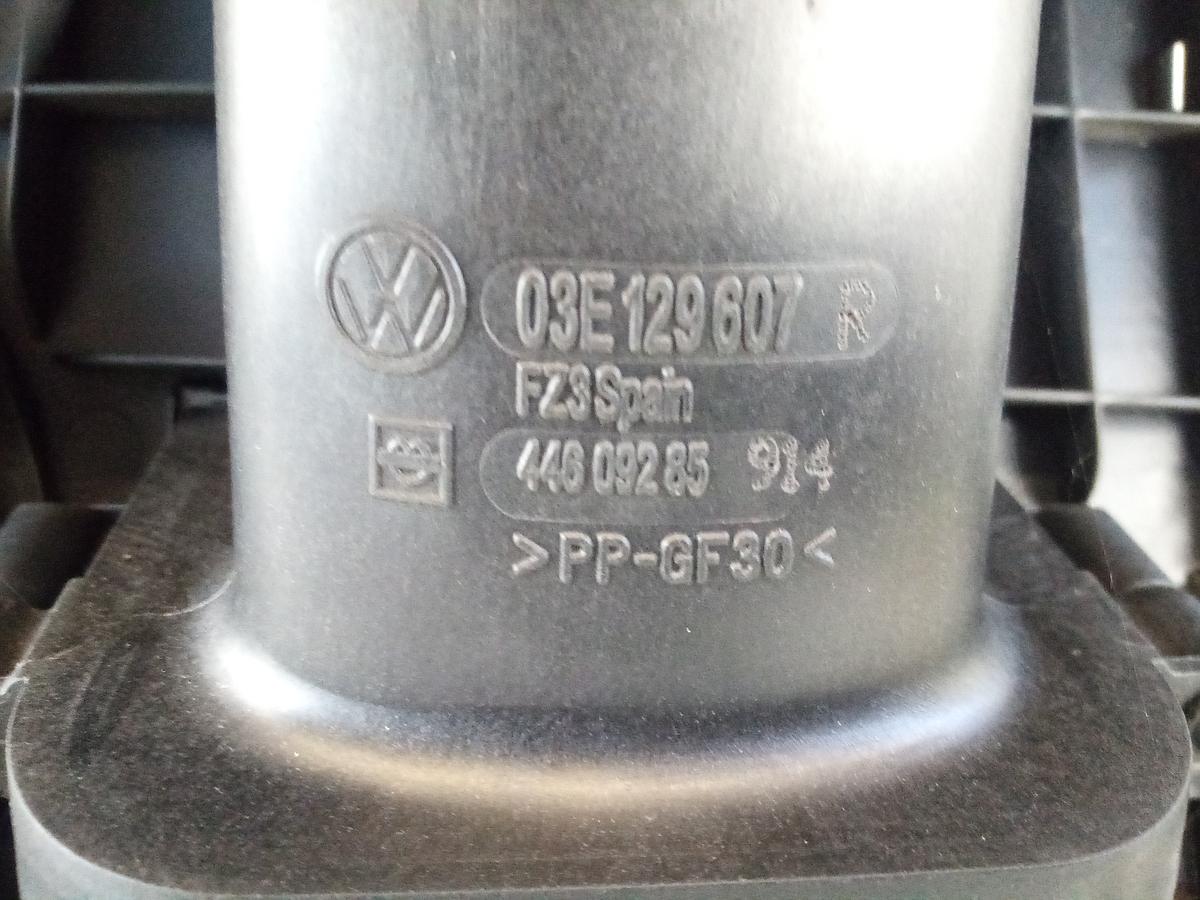 03E 129 607 R
FZ3 Spain
446 092 85 914
>PP-GF30<